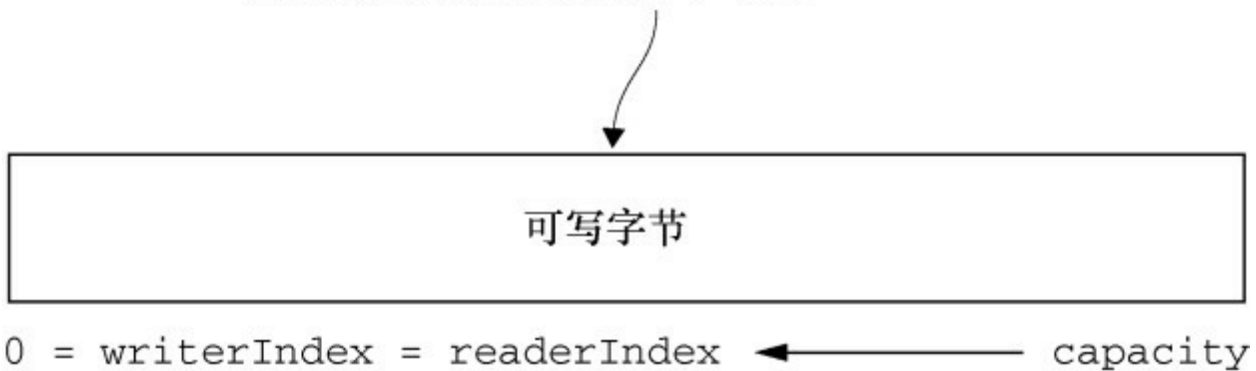 可写字节
0 = writerIndex = readerIndex capacity